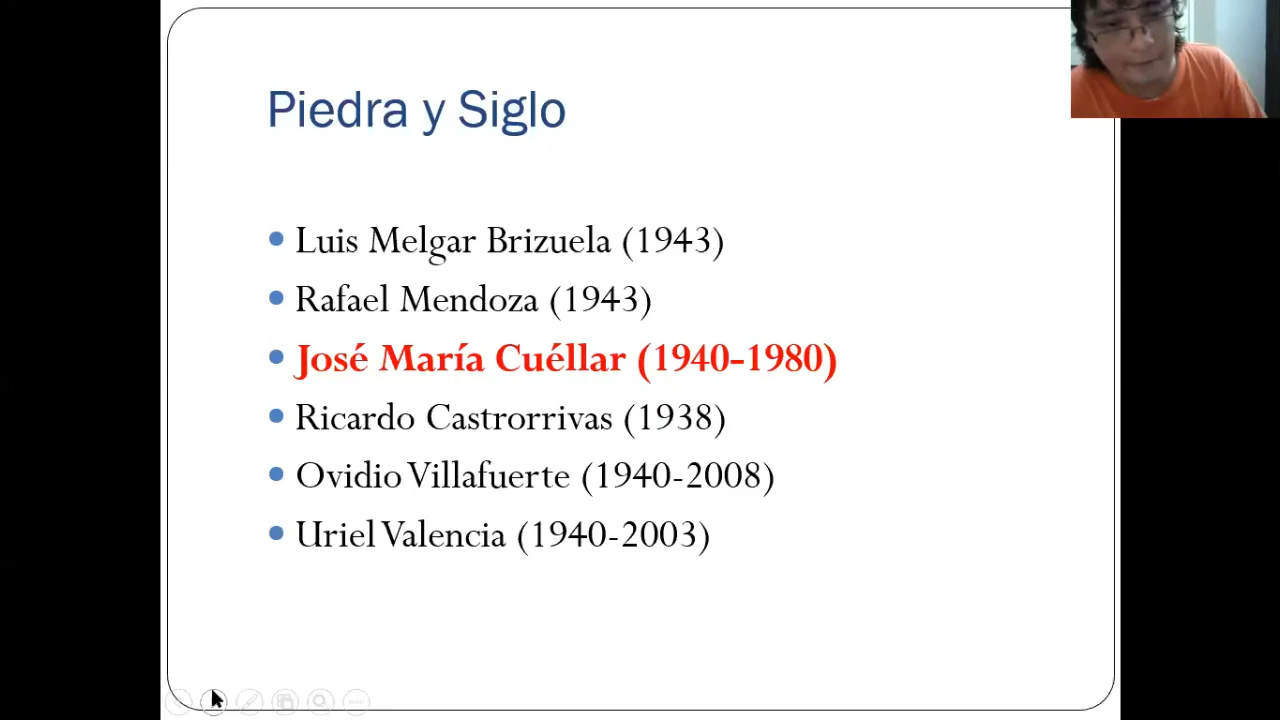 Piedra y Siglo
Luis Melgar Brizuela (1943)
Rafael Mendoza (1943)
José María Cuéllar (1940-1980)
Ricardo Castrorrivas (1938)
Ovidio Villafuerte (1940-2008)
Uriel Valencia (1940-2003)